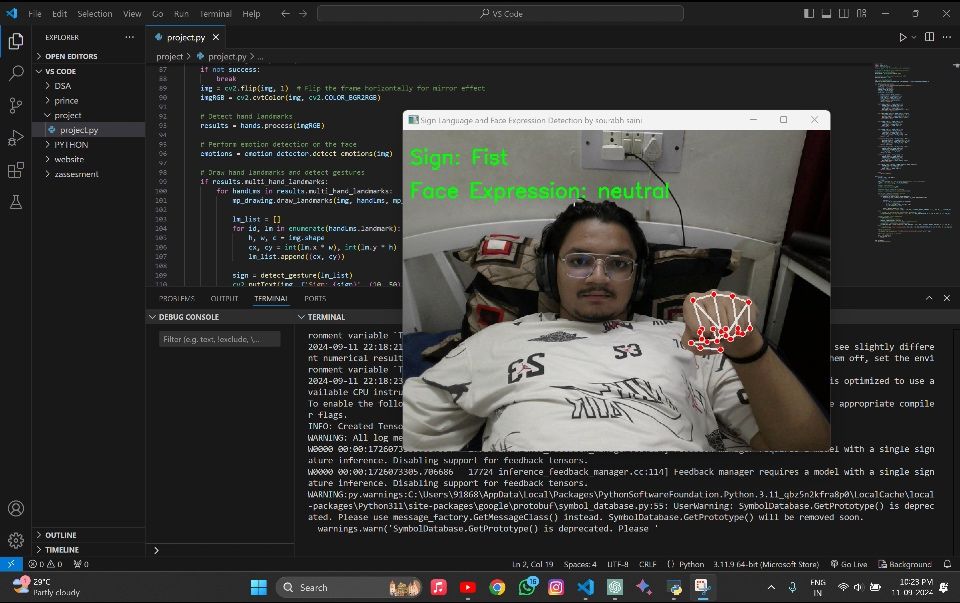 File Edit Selection View Go Run Terminal Help
VS Code
EXPLORER
OPEN EDITORS
VS CODE
DSA
prince
project
project.py
PYTHON
website
zassesment
OUTLINE
TIMELINE
project.py
project > project.py > ...
87 if not success:
88 break
89 img = cv2.flip(img, 1) # Flip the frame horizontally for mirror effect
90 imgRGB = cv2.cvtColor(img, cv2.COLOR_BGR2RGB)
91
92 # Detect hand landmarks
93 results = hands.process(imgRGB)
94
95 # Perform emotion detection on the face
96 emotions = emotion_detector.detect_emotions(img)
97
98 # Draw hand landmarks and detect gestures
99 if results.multi_hand_landmarks:
100 for handLms in results.multi_hand_landmarks:
101 mp_drawing.draw_landmarks(img, handLms, mp_
102
103 lm_list = []
104 for id, lm in enumerate(handLms.landmark):
105 h, w, c = img.shape
106 cx, cy = int(lm.x * w), int(lm.y * h)
107 lm_list.append((cx, cy))
108
109 sign = detect_gesture(lm_list)
110 cv2.putText(img, f'Sign: {sign}', (10, 50)
Sign Language and Face Expression Detection by sourabh saini
Sign: Fist
Face Expression: neutral
23
S3
PROBLEMS OUTPUT TERMINAL PORTS
DEBUG CONSOLE
Filter (e.g. text, !exclude, \...
TERMINAL
ronment variable `T
2024-09-11 22:18:21 see slightly differe
nt numerical result em off, set the envi
ronment variable `T
2024-09-11 22:18:23 is optimized to use a
vailable CPU instru
To enable the follo e appropriate compile
r flags.
INFO: Created Tenso
WARNING: All log me
W0000 00:00:1726073 requires a model with a single sign
ature inference. Disabling support for feedback tensors.
W0000 00:00:1726073305.706686 17724 inference_feedback_manager.cc:114] Feedback manager requires a model with a single sign
ature inference. Disabling support for feedback tensors.
WARNING:py.warnings:C:\Users\91868\AppData\Local\Packages\PythonSoftwareFoundation.Python.3.11_qbz5n2kfra8p0\LocalCache\local
-packages\Python311\site-packages\google\protobuf\symbol_database.py:55: UserWarning: SymbolDatabase.GetPrototype() is deprec
ated. Please use message_factory.GetMessageClass() instead. SymbolDatabase.GetPrototype() will be removed soon.
warnings.warn('SymbolDatabase.GetPrototype() is deprecated. Please '
0 0 0 Ln 2, Col 19 Spaces: 4 UTF-8 CRLF Python 3.11.9 64-bit (Microsoft Store) Go Live Background
1 29°C
Partly cloudy
Search
16
ENG
IN
10:23 PM
11-09-2024